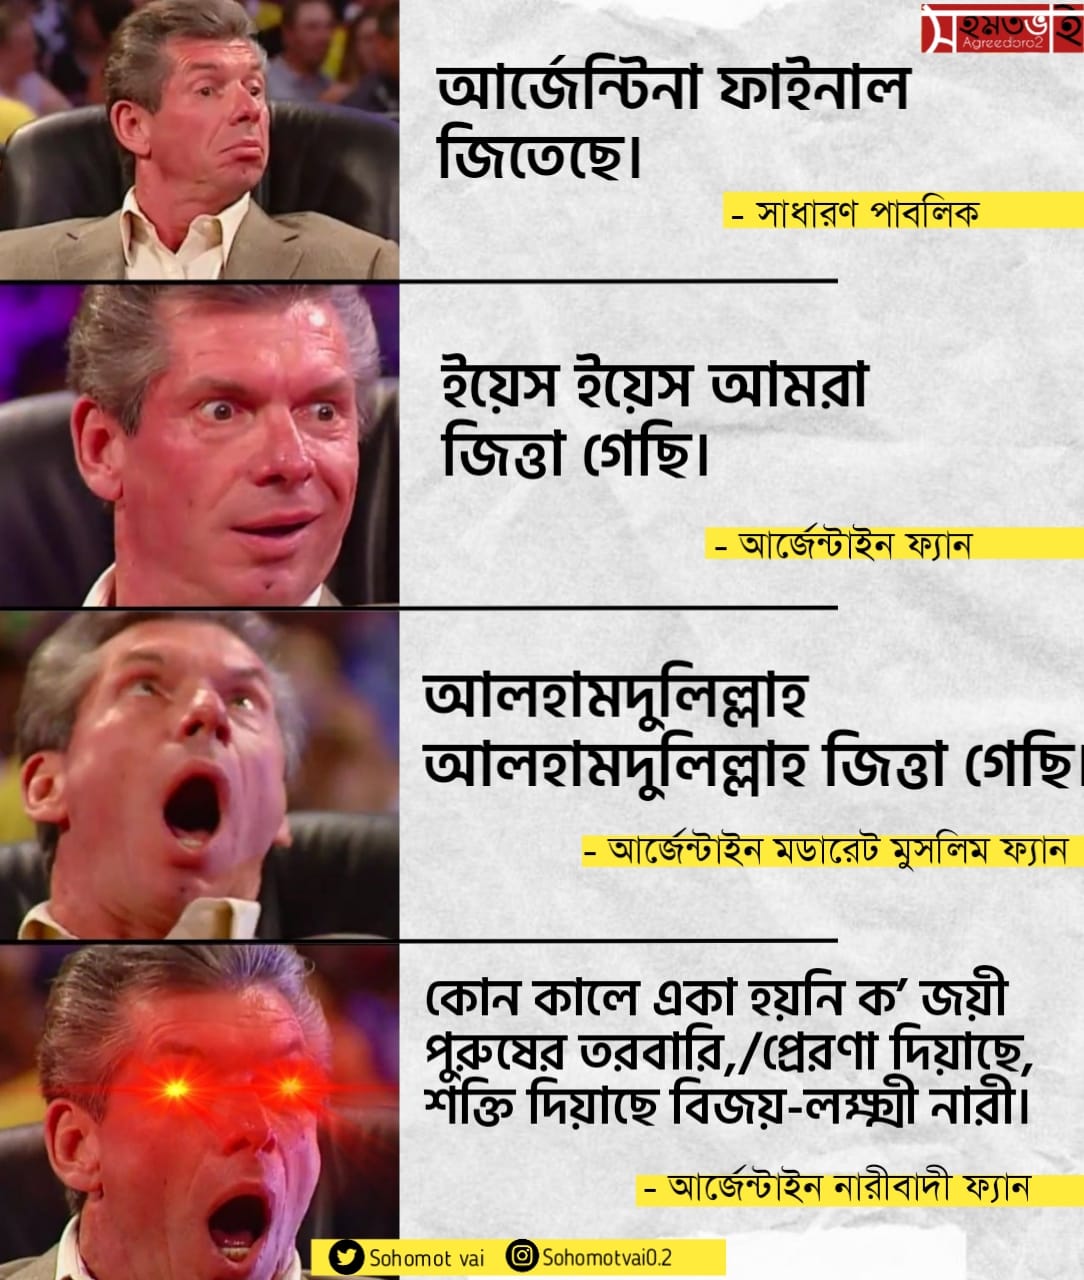 সহমতভাই
Agreedbro2
আর্জেন্টিনা ফাইনাল
জিতেছে।
- সাধারণ পাবলিক
ইয়েস ইয়েস আমরা
জিত্তা গেছি।
- আর্জেন্টাইন ফ্যান
আলহামদুলিল্লাহ
আলহামদুলিল্লাহ জিত্তা গেছি।
- আর্জেন্টাইন মডারেট মুসলিম ফ্যান
কোন কালে একা হয়নি ক’ জয়ী
পুরুষের তরবারি,/প্রেরণা দিয়াছে,
শক্তি দিয়াছে বিজয়-লক্ষ্মী নারী।
- আর্জেন্টাইন নারীবাদী ফ্যান
Sohomot vai Sohomotvai0.2